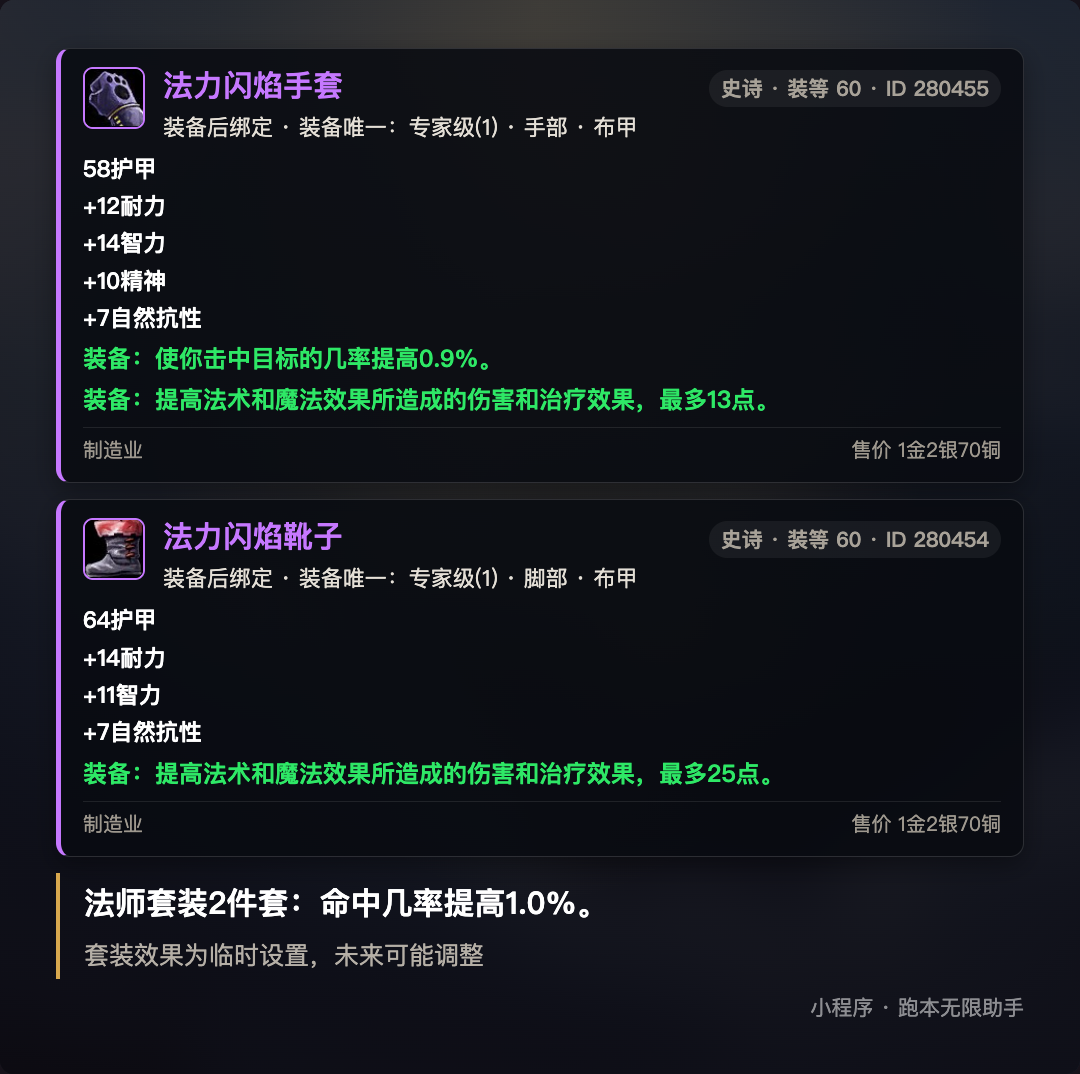 法力闪焰手套
史诗 · 装等 60 · ID 280455
装备后绑定 · 装备唯一：专家级(1) · 手部 · 布甲
58护甲
+12耐力
+14智力
+10精神
+7自然抗性
装备：使你击中目标的几率提高0.9%。
装备：提高法术和魔法效果所造成的伤害和治疗效果，最多13点。
制造业
售价 1金2银70铜
法力闪焰靴子
史诗 · 装等 60 · ID 280454
装备后绑定 · 装备唯一：专家级(1) · 脚部 · 布甲
64护甲
+14耐力
+11智力
+7自然抗性
装备：提高法术和魔法效果所造成的伤害和治疗效果，最多25点。
制造业
售价 1金2银70铜
法师套装2件套：命中几率提高1.0%。
套装效果为临时设置，未来可能调整
小程序 · 跑本无限助手